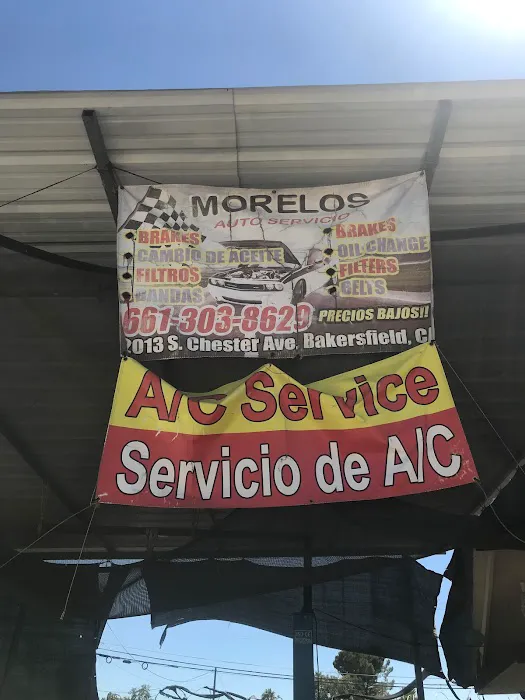 MORELOS
AUTO SERVICIO
BRAKES
CAMBIO DE ACEITE
FILTROS
BANDAS
BRAKES
OIL CHANGE
FILTERS
BELTS
661-303-8629
PRECIOS BAJOS!!
2013 S. Chester Ave, Bakersfield, C
A/C Service
Servicio de A/C